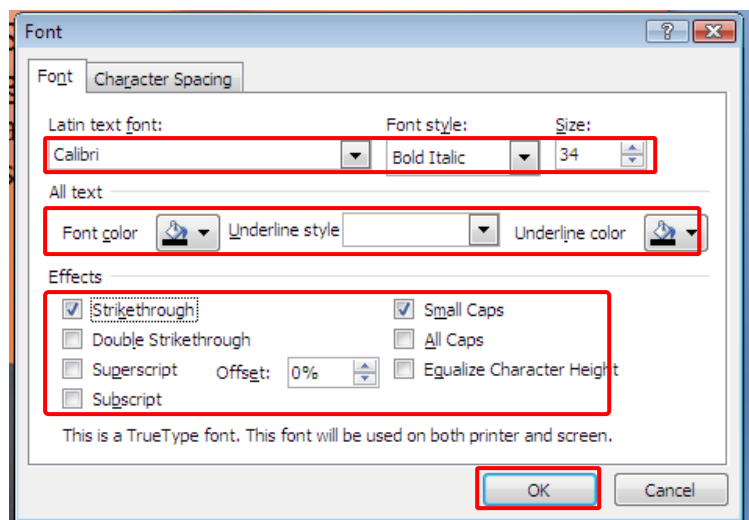 Font
Font Character Spacing
Latin text font: Font style: Size:
Calibri Bold Italic 34
All text
Font color Underline style Underline color
Effects
Strikethrough Small Caps
Double Strikethrough All Caps
Superscript Offset: 0% Equalize Character Height
Subscript
This is a TrueType font. This font will be used on both printer and screen.
OK Cancel